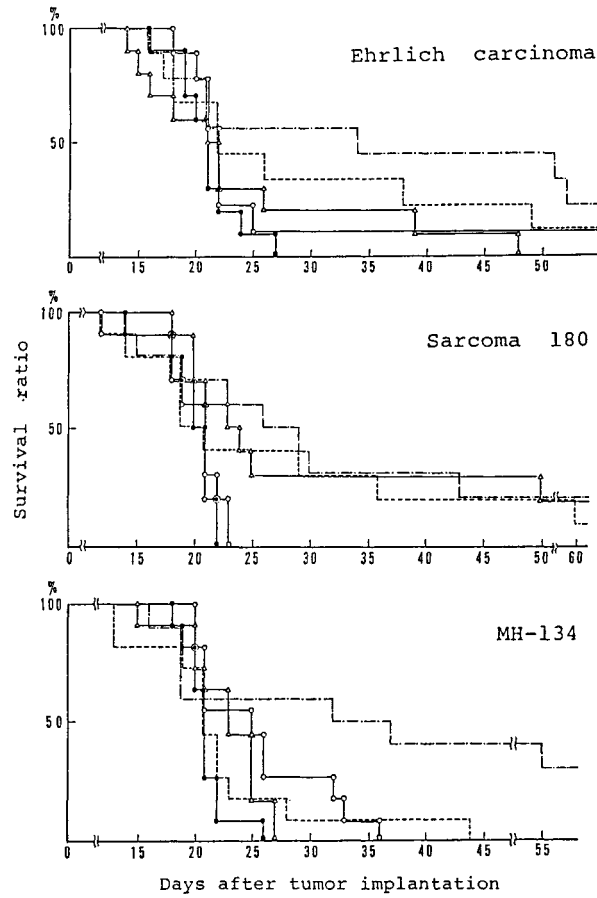 %
100
Ehrlich carcinoma
50
0 15 20 25 30 35 40 45 50
%
100
Sarcoma 180
50
0 15 20 25 30 35 40 45 50 60
Survival ratio
%
100
MH-134
50
0 15 20 25 30 35 40 45 55
Days after tumor implantation